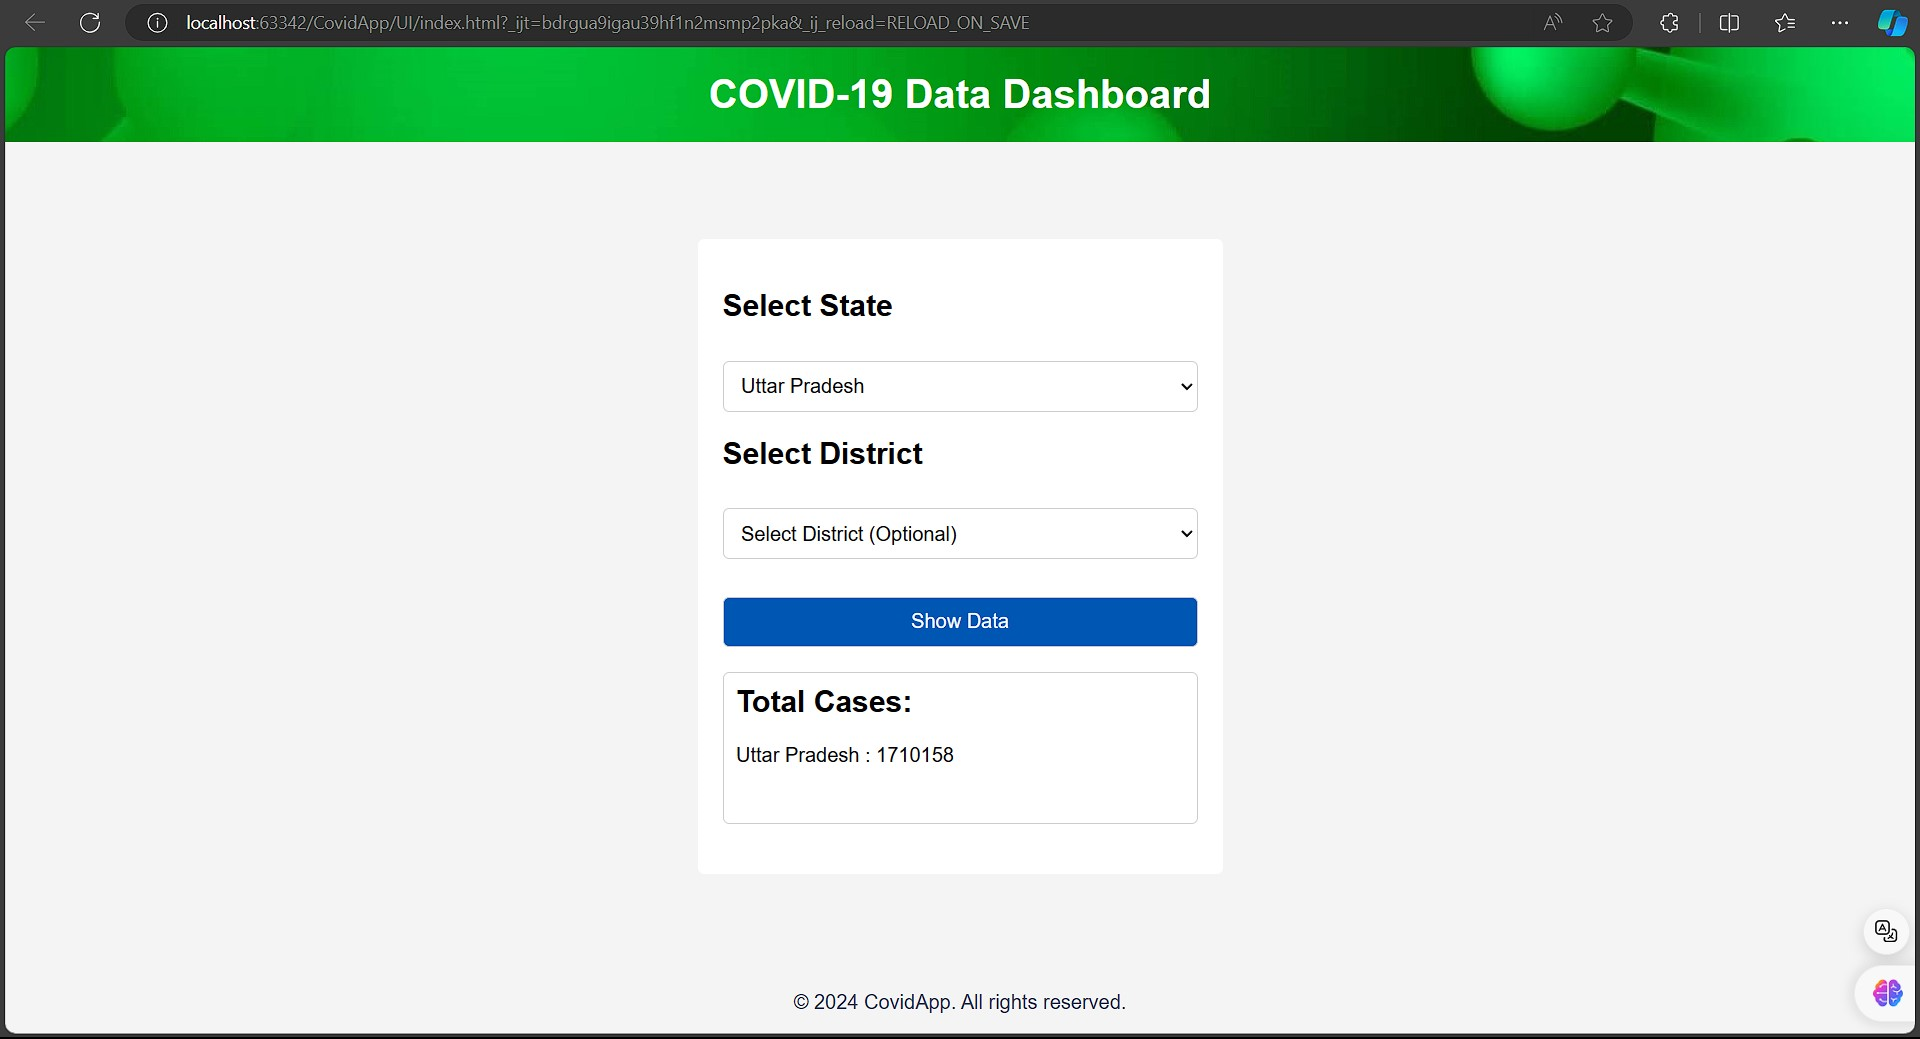 localhost:63342/CovidApp/UI/index.html?_ijt=bdrgua9igau39hf1n2msmp2pka&_ij_reload=RELOAD_ON_SAVE
COVID-19 Data Dashboard
Select State
Uttar Pradesh
Select District
Select District (Optional)
Show Data
Total Cases:
Uttar Pradesh : 1710158
© 2024 CovidApp. All rights reserved.